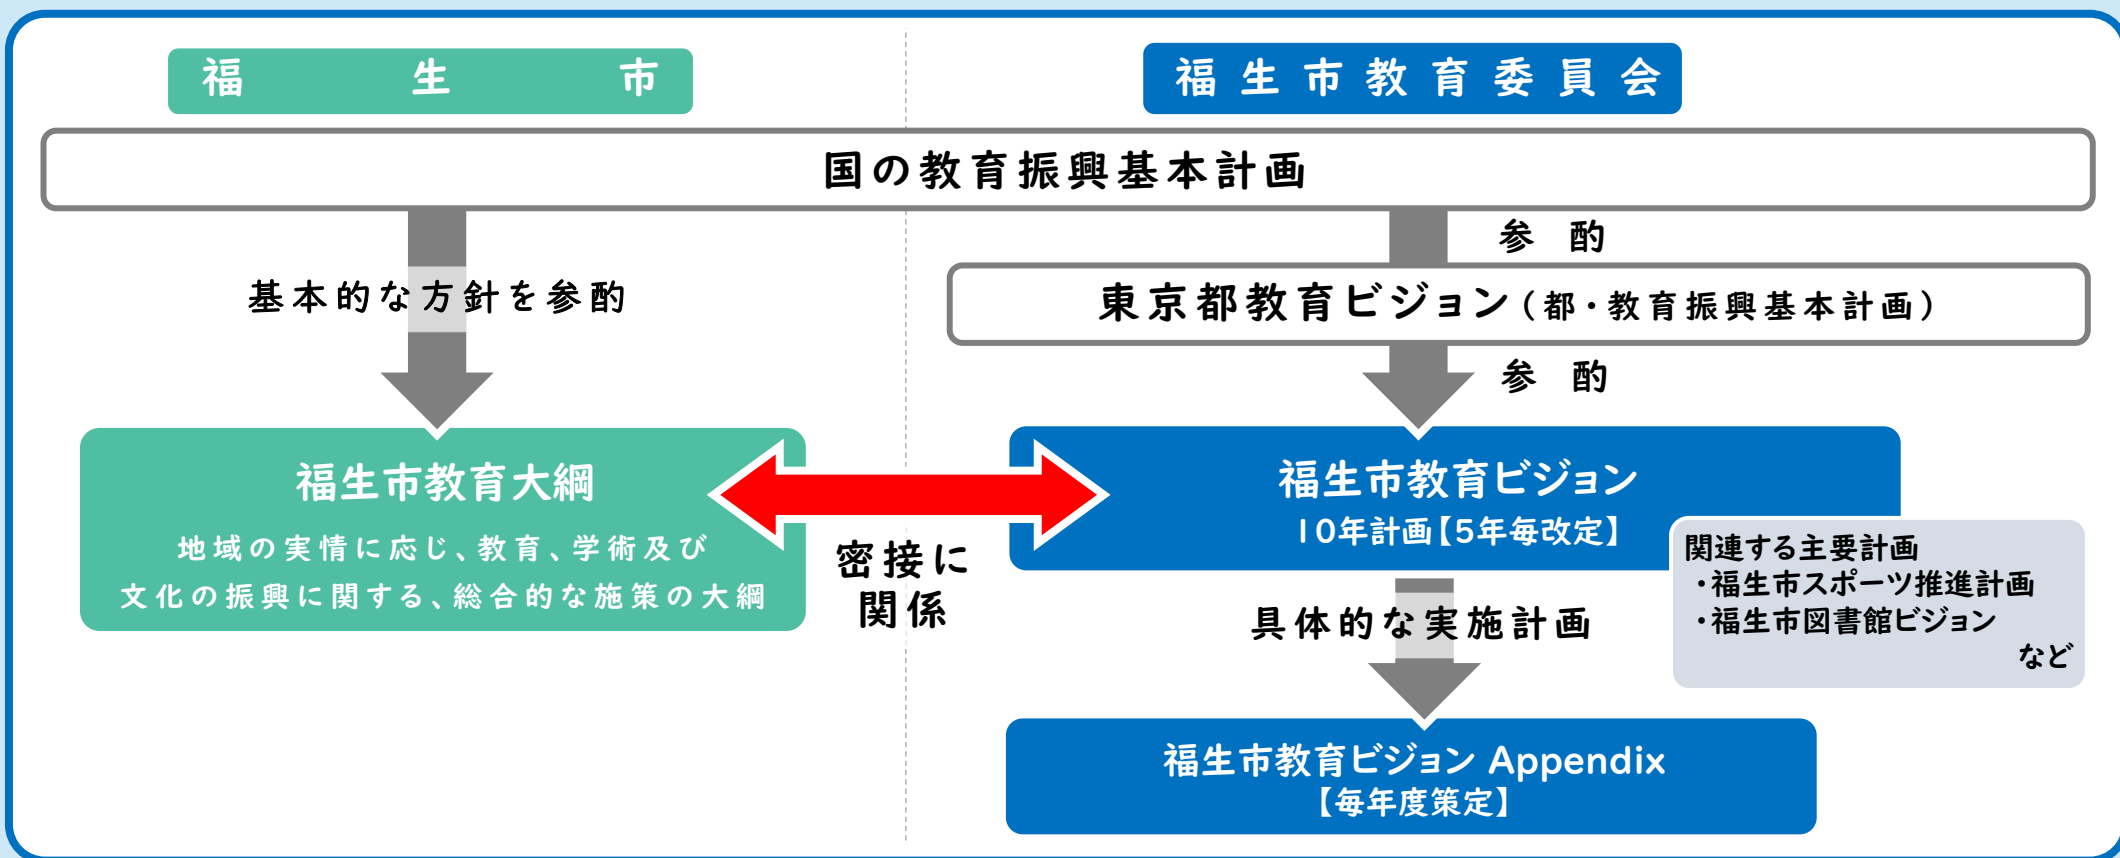 福生市
福生市教育委員会
国の教育振興基本計画
参酌
基本的な方針を参酌
東京都教育ビジョン(都・教育振興基本計画)
参酌
福生市教育大綱
地域の実情に応じ、教育、学術及び
文化の振興に関する、総合的な施策の大綱
密接に
関係
福生市教育ビジョン
10年計画【5年毎改定】
関連する主要計画
・福生市スポーツ推進計画
・福生市図書館ビジョン
など
具体的な実施計画
福生市教育ビジョン Appendix
【毎年度策定】